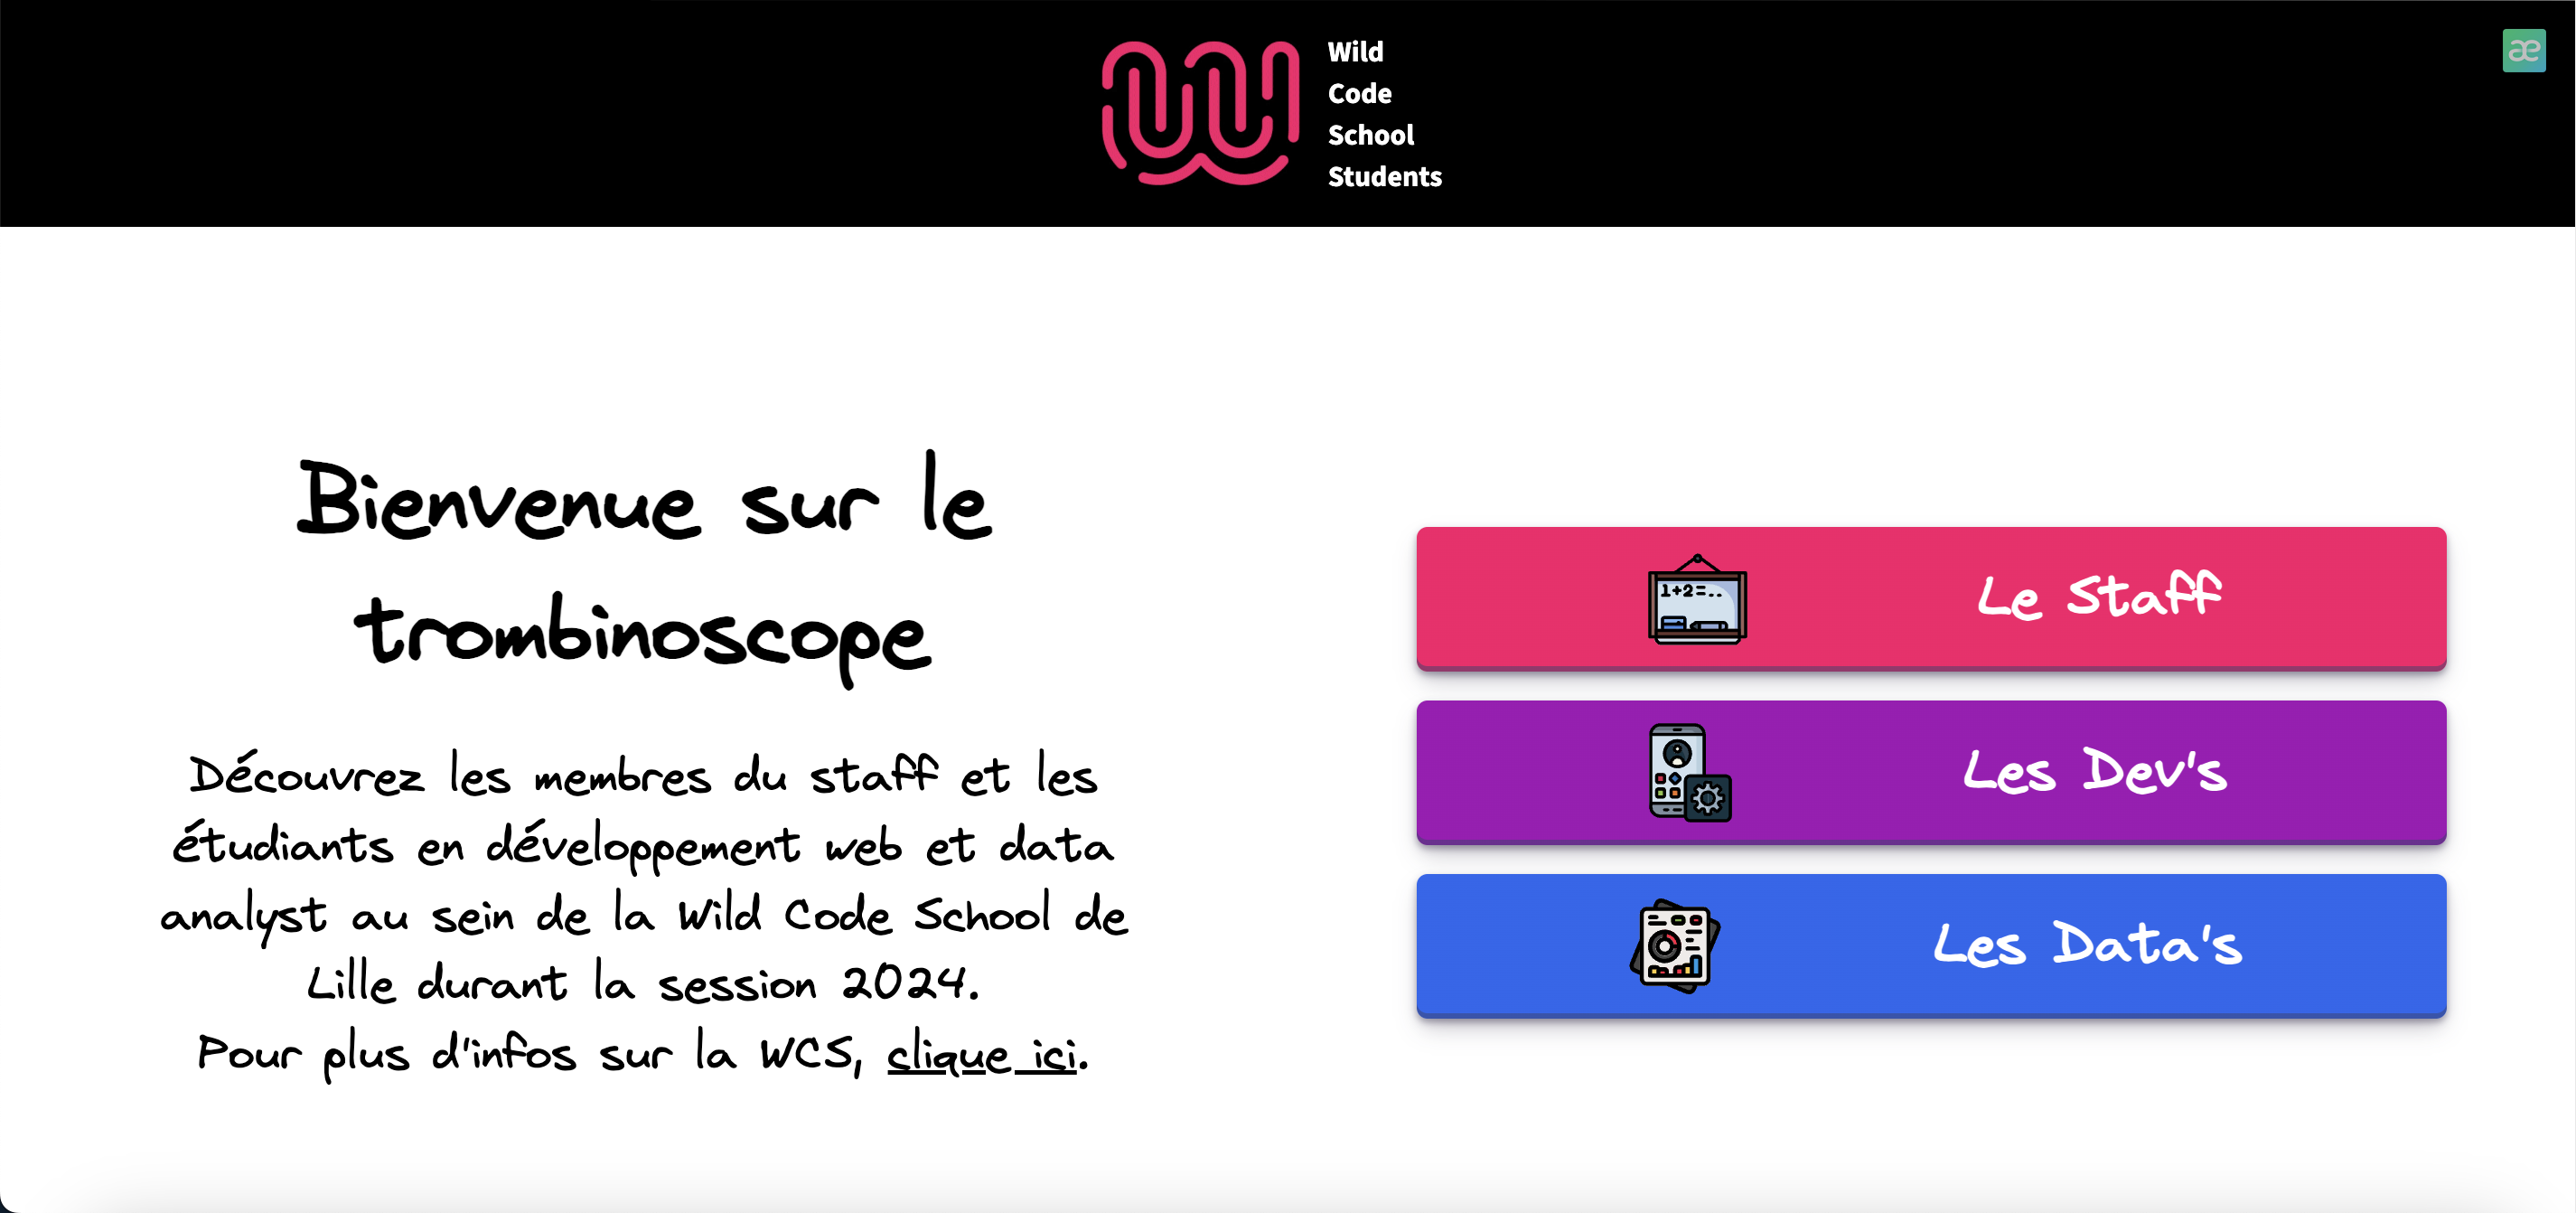 Wild
Code
School
Students
æ
Bienvenue sur le
trombinoscope
Découvrez les membres du staff et les
étudiants en développement web et data
analyst au sein de la Wild Code School de
Lille durant la session 2024.
Pour plus d'infos sur la WCS, clique ici.
1+2=..
Le Staff
Les Dev's
Les Data's